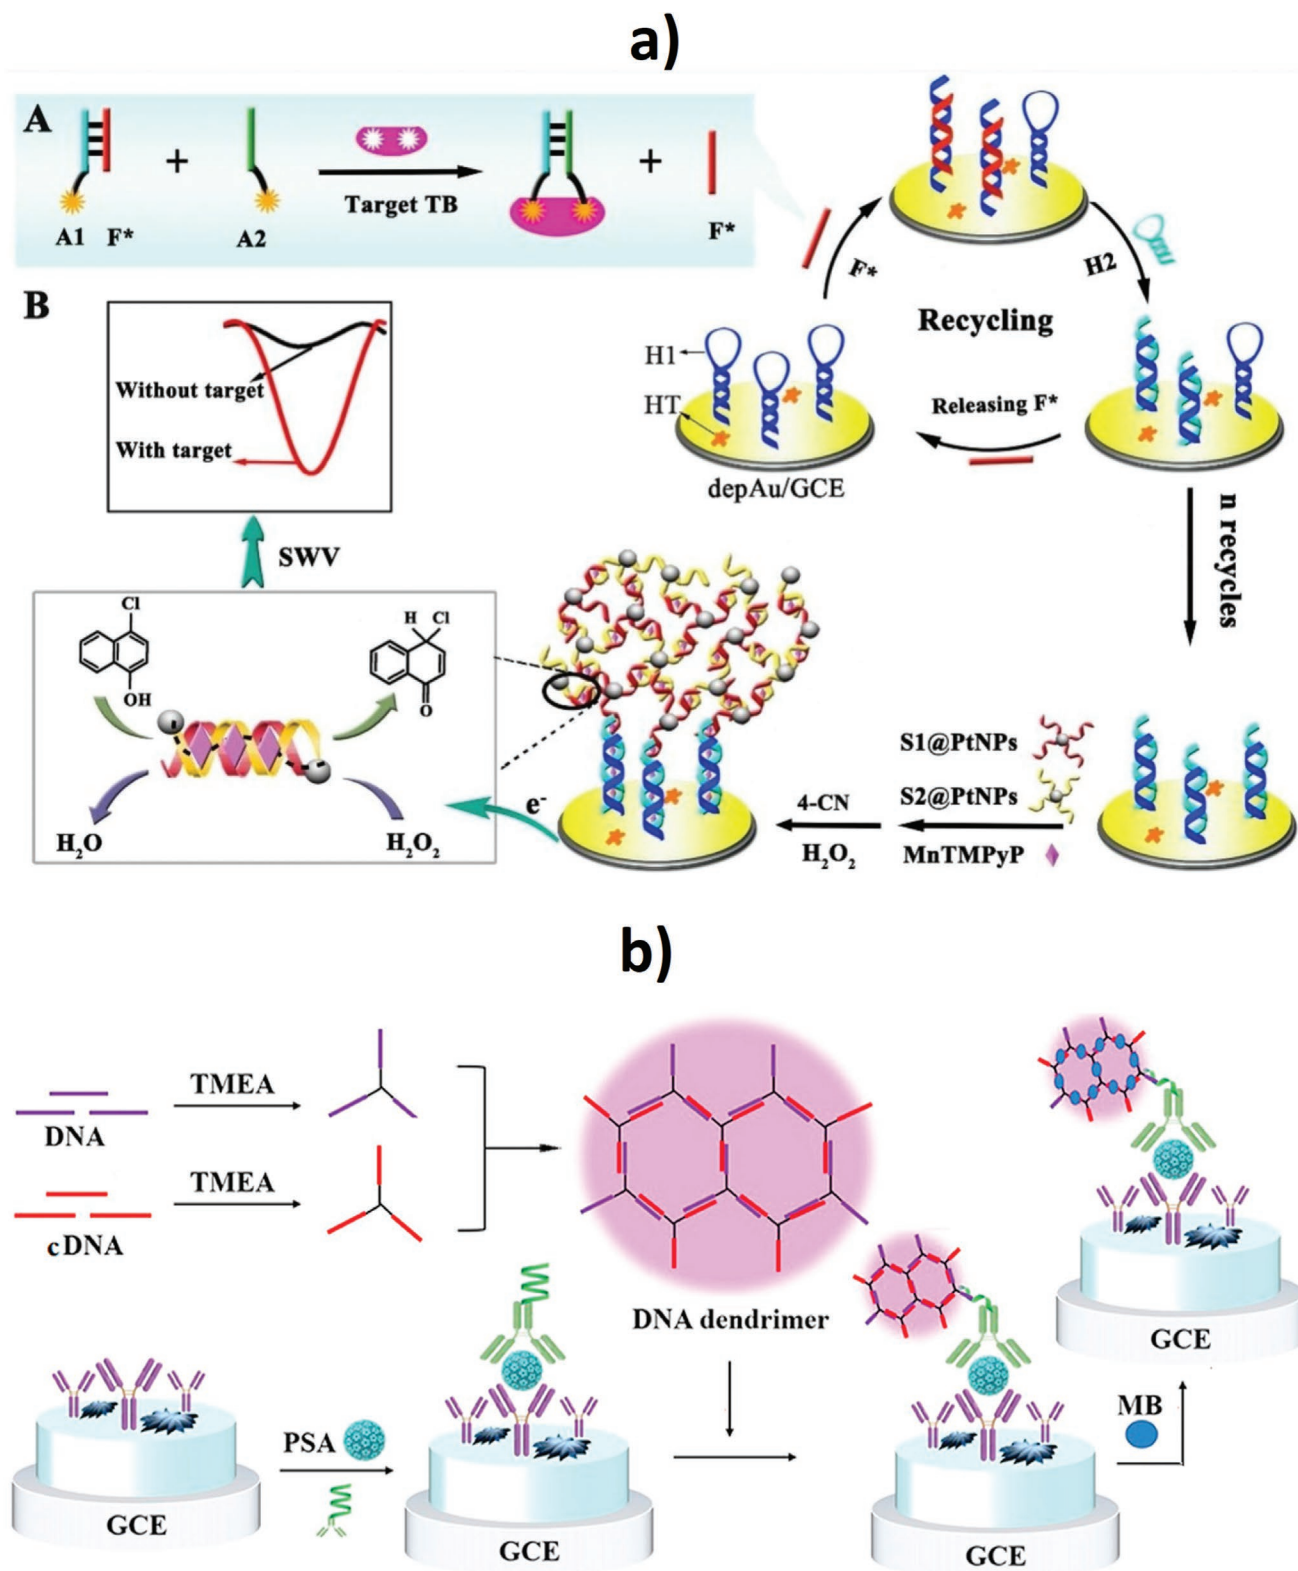 a)
A
+
Target TB
+
A1 F*
A2
F*
F*
H2
Recycling
B
Without target
With target
H1
HT
depAu/GCE
Releasing F*
n recycles
SWV
Cl
OH
H Cl
O
H₂O
H₂O₂
e⁻
4-CN
H₂O₂
S1@PtNPs
S2@PtNPs
MnTMPyP
b)
DNA
TMEA
cDNA
TMEA
DNA dendrimer
GCE
PSA
GCE
GCE
MB
GCE